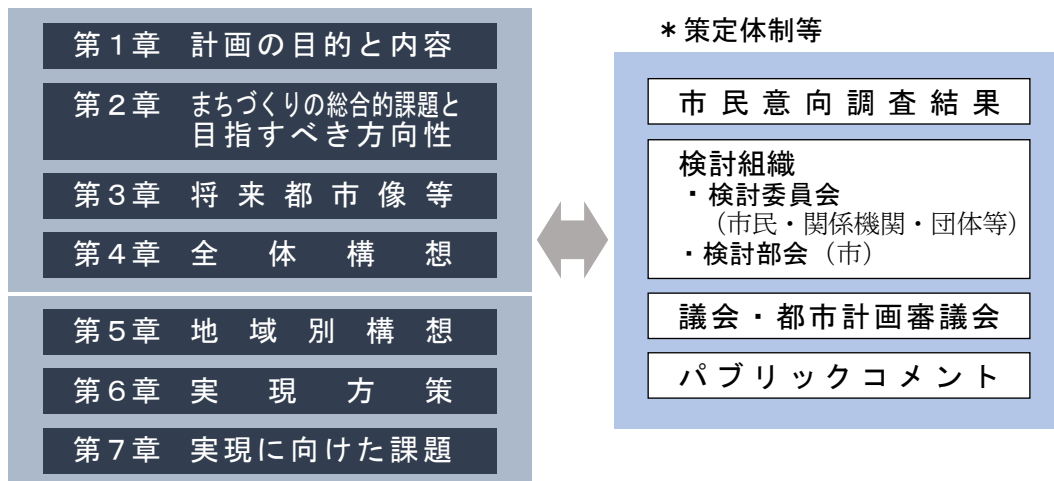 第1章 計画の目的と内容
第2章 まちづくりの総合的課題と
目指すべき方向性
第3章 将来都市像等
第4章 全体構想
第5章 地域別構想
第6章 実現方策
第7章 実現に向けた課題
＊策定体制等
市民意向調査結果
検討組織
・検討委員会
（市民・関係機関・団体等）
・検討部会（市）
議会・都市計画審議会
パブリックコメント